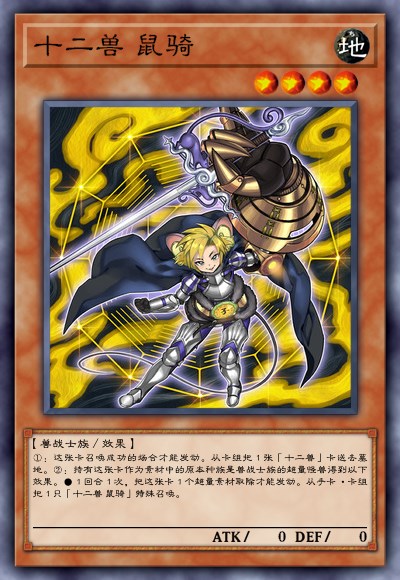 十二兽 鼠骑
地
【兽战士族／效果】
①：这张卡召唤成功的场合才能发动。从卡组把1张「十二兽」卡送去墓
地。②：持有这张卡作为素材中的原本种族是兽战士族的超量怪兽得到以下
效果。●1回合1次，把这张卡1个超量素材取除才能发动。从手卡·卡组
把1只「十二兽 鼠骑」特殊召唤。
ATK/ 0 DEF/ 0